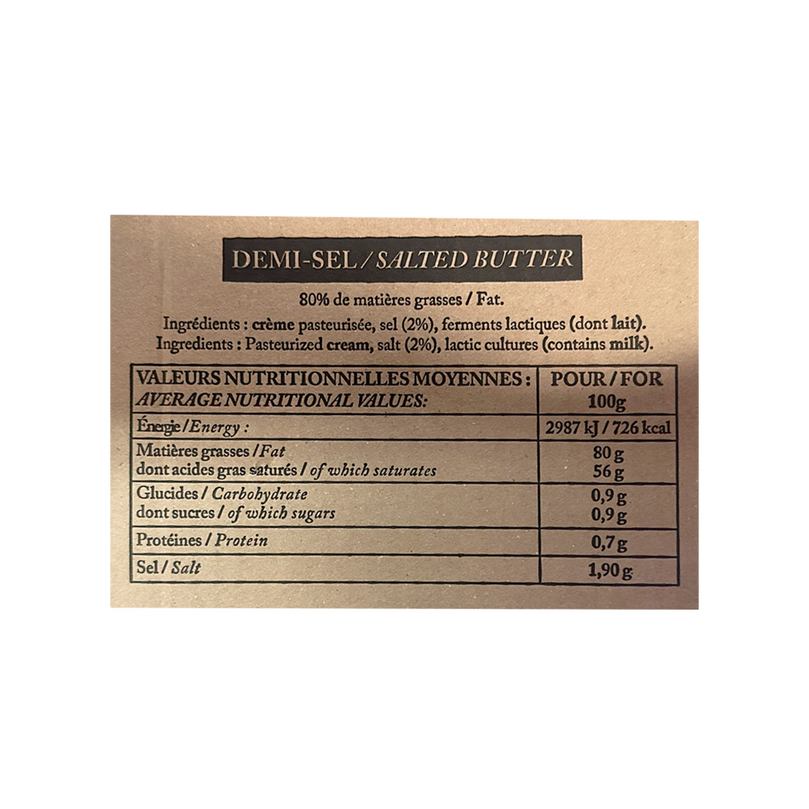 DEMI-SEL / SALTED BUTTER
80% de matières grasses / Fat.
Ingrédients : crème pasteurisée, sel (2%), ferments lactiques (dont lait).
Ingredients : Pasteurized cream, salt (2%), lactic cultures (contains milk).
VALEURS NUTRITIONNELLES MOYENNES : POUR / FOR
AVERAGE NUTRITIONAL VALUES: 100g
Énergie / Energy : 2987 kJ / 726 kcal
Matières grasses / Fat 80 g
dont acides gras saturés / of which saturates 56 g
Glucides / Carbohydrate 0,9 g
dont sucres / of which sugars 0,9 g
Protéines / Protein 0,7 g
Sel / Salt 1,90 g